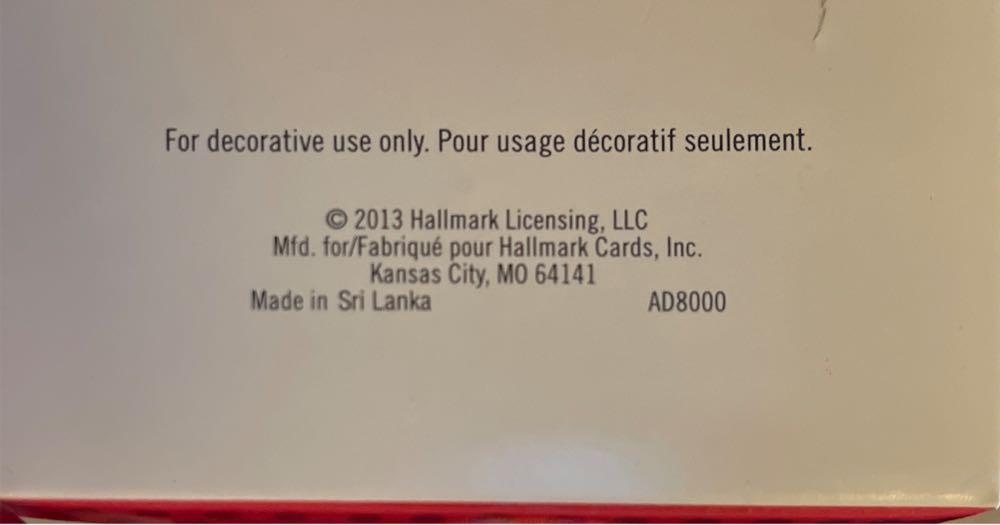 For decorative use only. Pour usage décoratif seulement.
© 2013 Hallmark Licensing, LLC
Mfd. for/Fabriqué pour Hallmark Cards, Inc.
Kansas City, MO 64141
Made in Sri Lanka AD8000